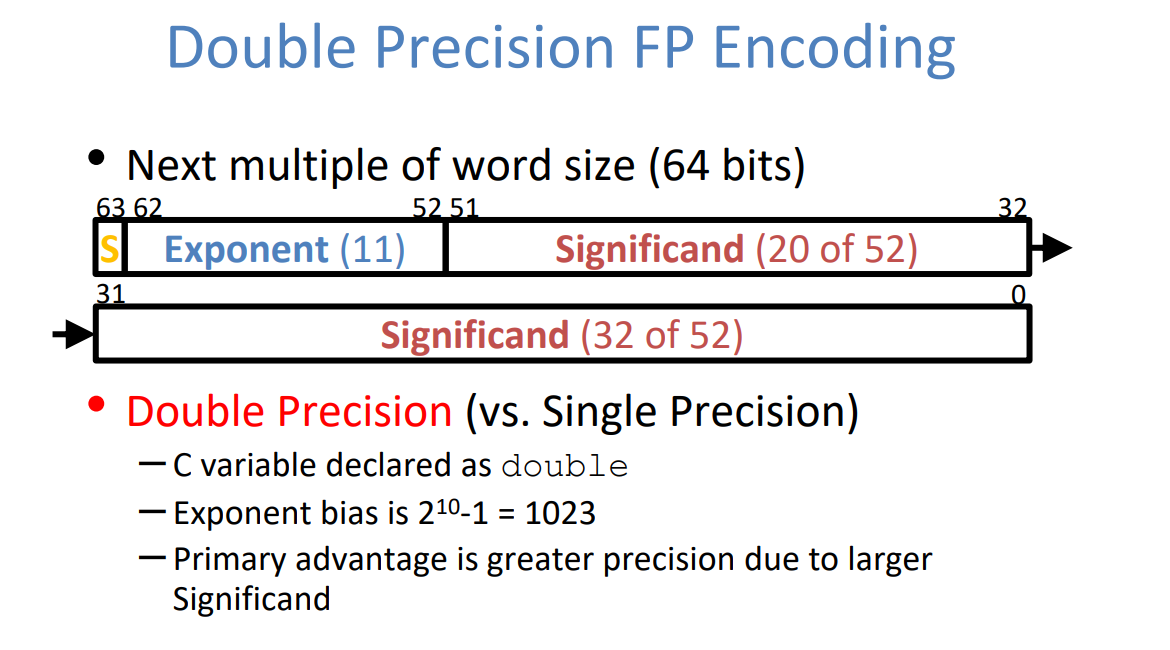 Double Precision FP Encoding
• Next multiple of word size (64 bits)
63 62 52 51 32
S Exponent (11) Significand (20 of 52)
31 0
Significand (32 of 52)
• Double Precision (vs. Single Precision)
— C variable declared as double
— Exponent bias is 2¹⁰-1 = 1023
— Primary advantage is greater precision due to larger
Significand